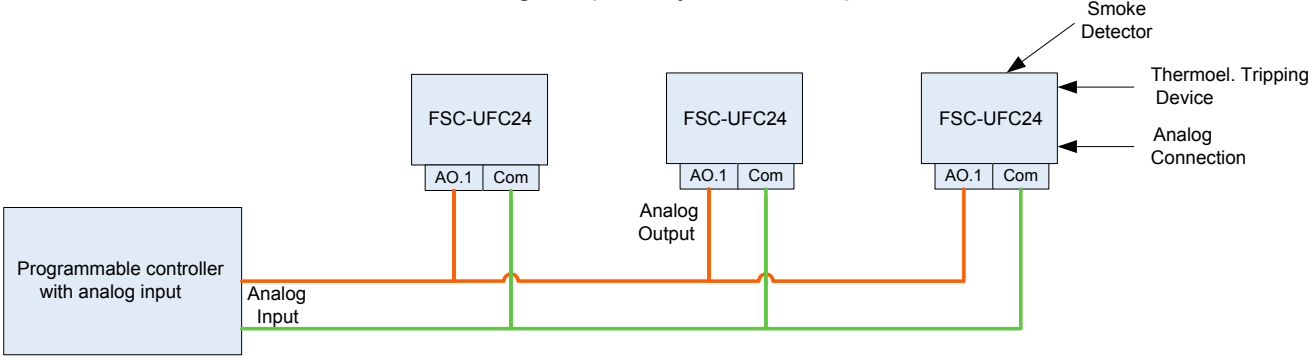 Smoke
Detector
Thermoel. Tripping
Device
FSC-UFC24
FSC-UFC24
FSC-UFC24
Analog
Connection
AO.1
Com
AO.1
Com
AO.1
Com
Analog
Output
Programmable controller
with analog input
Analog
Input